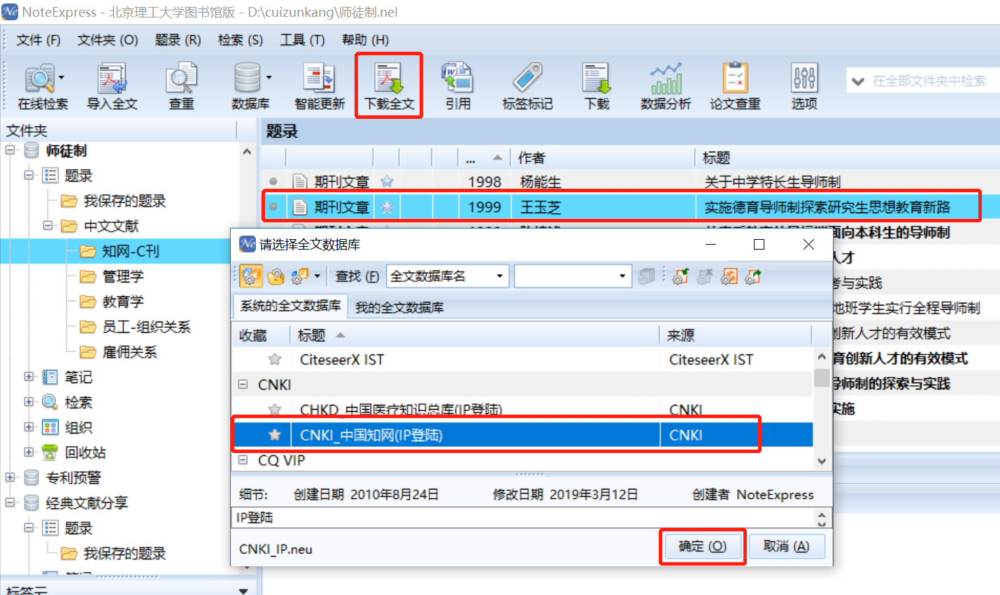 NoteExpress - 北京理工大学图书馆版 - D:\cuizunkang\师徒制.nel
文件 (F) 文件夹 (O) 题录 (R) 检索 (S) 工具 (T) 帮助 (H)
在线检索 导入全文 查重 数据库 智能更新 下载全文 引用 标签标记 下载 数据分析 论文查重 选项 在全部文件夹中检索
文件夹
师徒制
题录
我保存的题录
中文文献
知网-C刊
管理学
教育学
员工-组织关系
雇佣关系
笔记
检索
组织
回收站
专利预警
经典文献分享
题录
我保存的题录
标签云
题录
... 作者 标题
期刊文章 1998 杨能生 关于中学特长生导师制
期刊文章 1999 王玉芝 实施德育导师制探索研究生思想教育新路
面向本科生的导师制
人才
考与实践
地班学生实行全程导师制
创新人才的有效模式
育创新人才的有效模式
导师制的探索与实践
实施
请选择全文数据库
查找 (F) 全文数据库名
系统的全文数据库 我的全文数据库
收藏 标题 来源
CiteseerX IST CiteseerX IST
CNKI
CHKD_中国医疗知识总库(IP登陆) CNKI
CNKI_中国知网(IP登陆) CNKI
CQ VIP
细节: 创建日期 2010年8月24日 修改日期 2019年3月12日 创建者 NoteExpress
IP登陆
CNKI_IP.neu 确定 (O) 取消 (A)